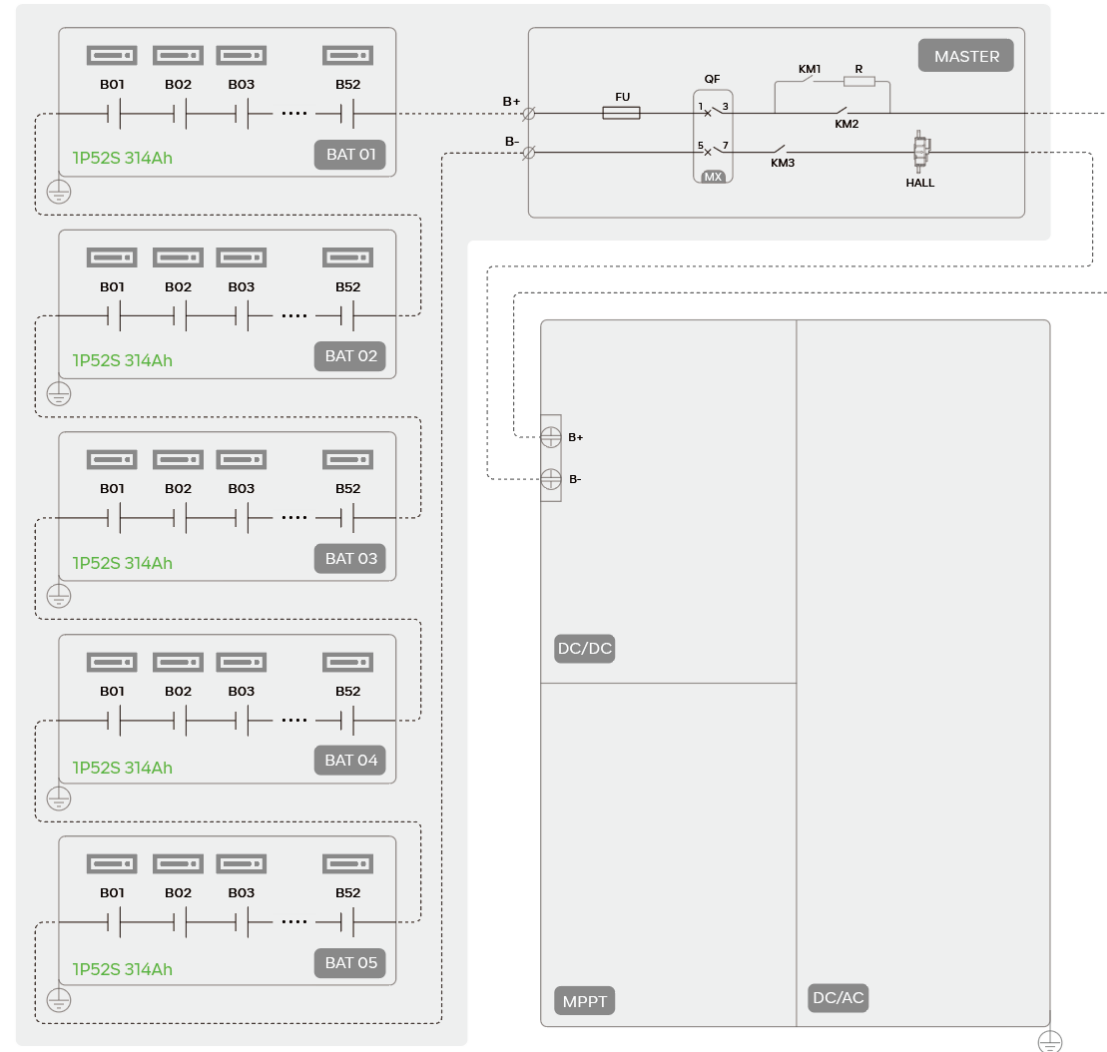 B01 B02 B03 B52
1P52S 314Ah
BAT 01
B01 B02 B03 B52
1P52S 314Ah
BAT 02
B01 B02 B03 B52
1P52S 314Ah
BAT 03
B01 B02 B03 B52
1P52S 314Ah
BAT 04
B01 B02 B03 B52
1P52S 314Ah
BAT 05
MASTER
KM1 R
QF
FU
B+
1 3
KM2
B-
5 7
KM3
MX
HALL
B+
B-
DC/DC
MPPT
DC/AC